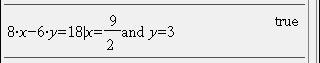 8·x−6·y=18|x=9/2 and y=3
true